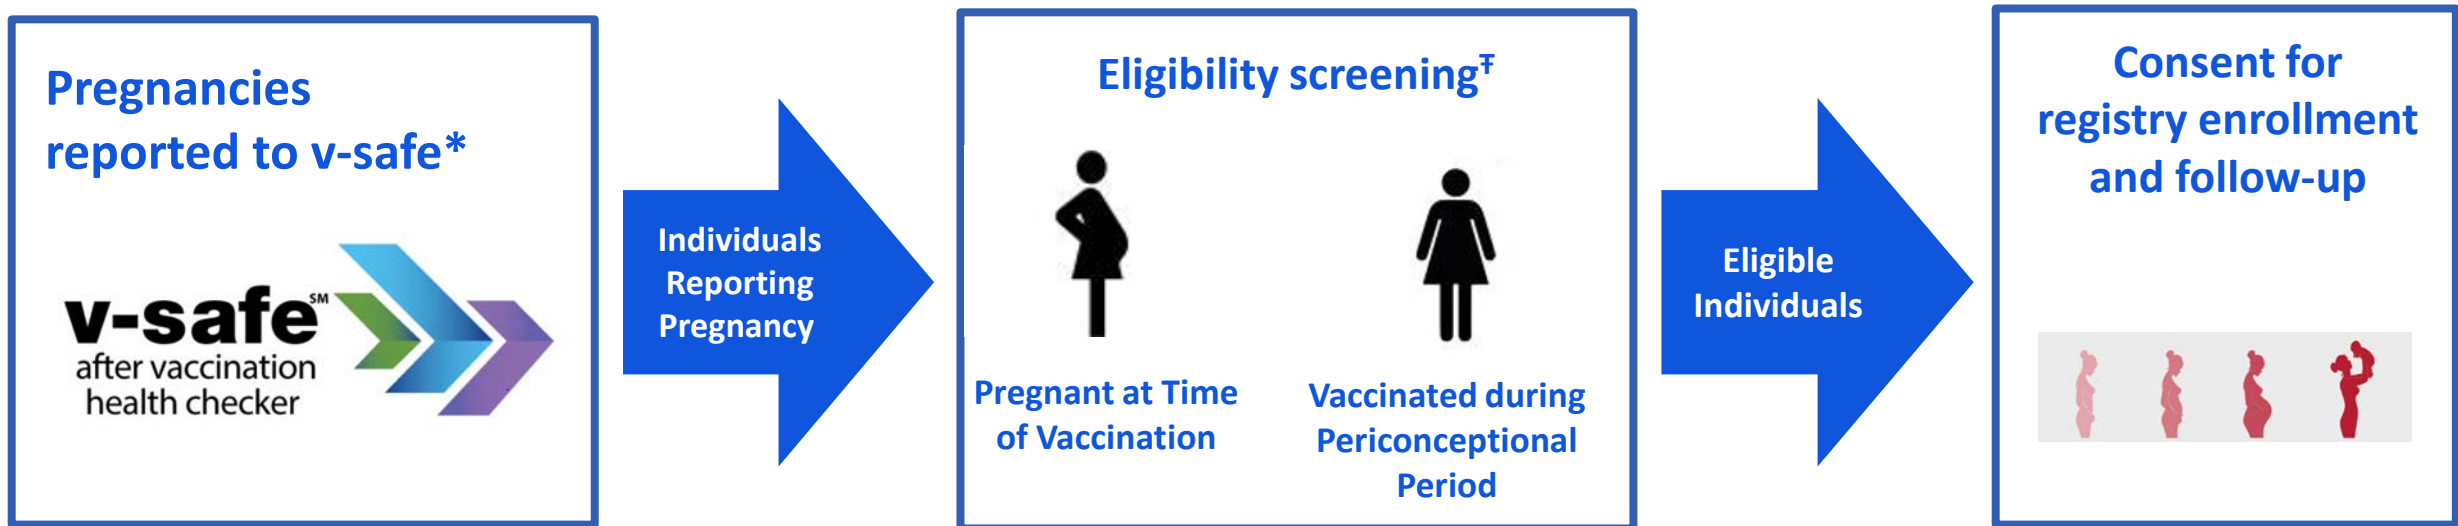 Pregnancies
reported to v-safe*
v-safe℠
after vaccination
health checker
Individuals
Reporting
Pregnancy
Eligibility screening Ŧ
Pregnant at Time
of Vaccination
Vaccinated during
Periconceptional
Period
Eligible
Individuals
Consent for
registry enrollment
and follow-up